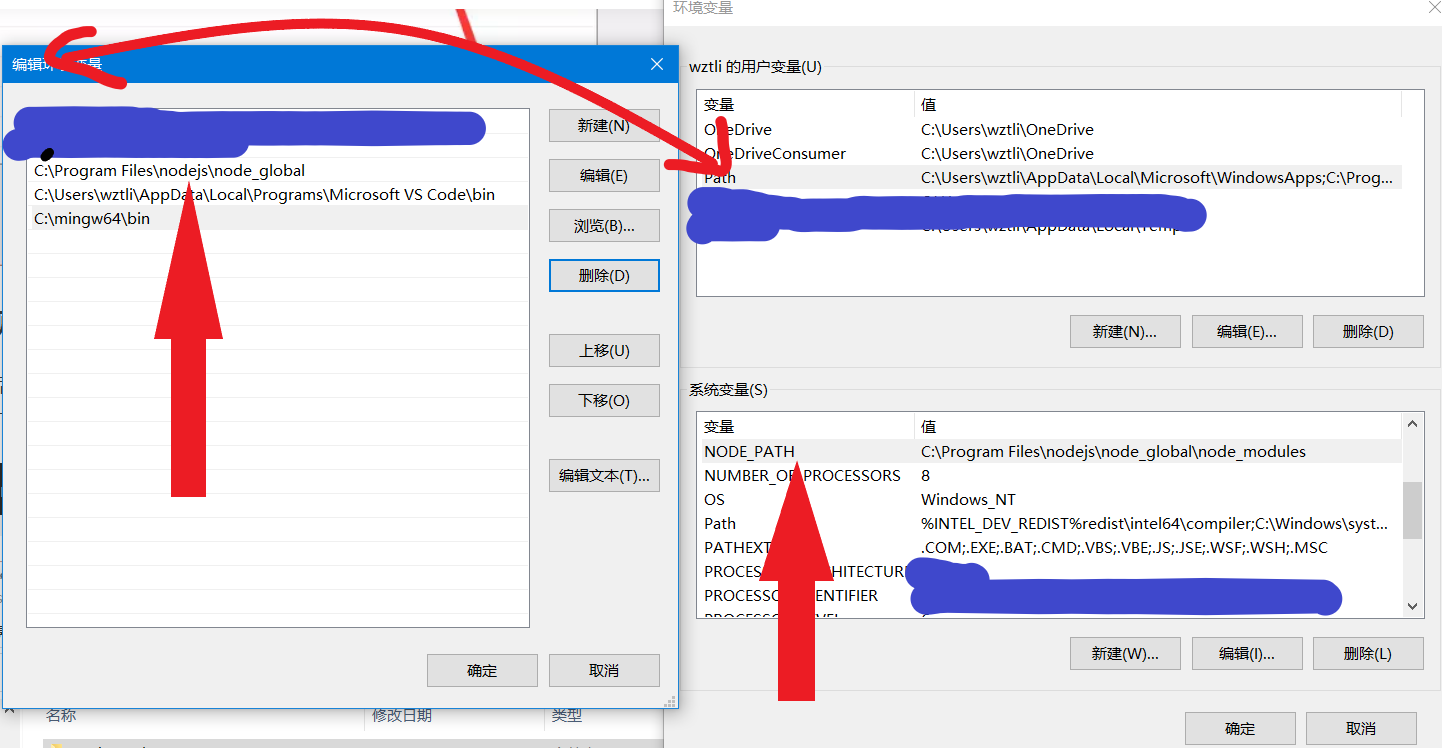 环境变量
编辑环境变量
新建(N)
编辑(E)
浏览(B)...
删除(D)
上移(U)
下移(O)
编辑文本(T)...
C:\Program Files\nodejs\node_global
C:\Users\wztli\AppData\Local\Programs\Microsoft VS Code\bin
C:\mingw64\bin
确定
取消
名称
修改日期
类型
wztli 的用户变量(U)
变量
值
OneDrive
C:\Users\wztli\OneDrive
OneDriveConsumer
C:\Users\wztli\OneDrive
Path
C:\Users\wztli\AppData\Local\Microsoft\WindowsApps;C:\Prog...
C:\Users\wztli\AppData\Local\Temp
新建(N)...
编辑(E)...
删除(D)
系统变量(S)
变量
值
NODE_PATH
C:\Program Files\nodejs\node_global\node_modules
NUMBER_OF_PROCESSORS
8
OS
Windows_NT
Path
%INTEL_DEV_REDIST%redist\intel64\compiler;C:\Windows\syst...
PATHEXT
.COM;.EXE;.BAT;.CMD;.VBS;.VBE;.JS;.JSE;.WSF;.WSH;.MSC
PROCESSOR_ARCHITECTURE
PROCESSOR_IDENTIFIER
PROCESSOR_LEVEL
新建(W)...
编辑(I)...
删除(L)
确定
取消